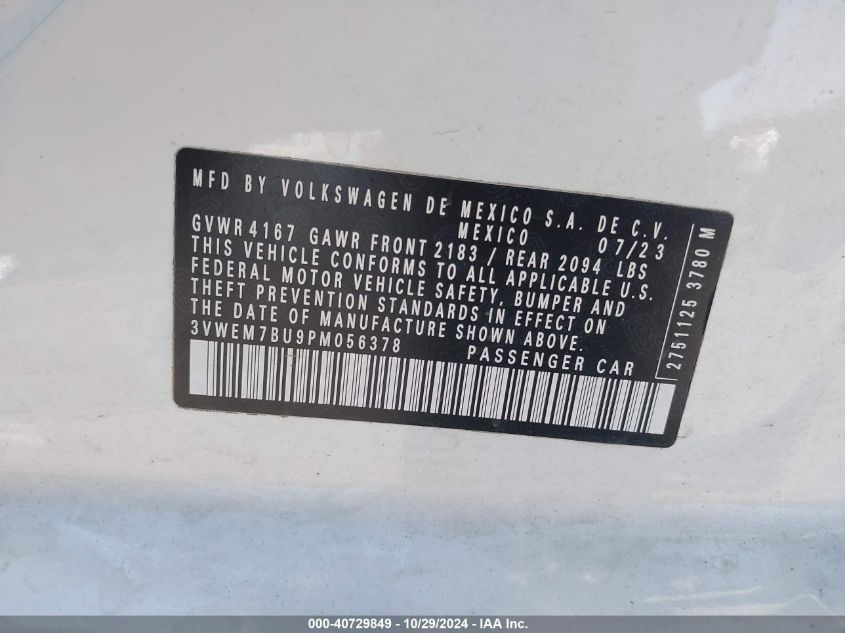 MFD BY VOLKSWAGEN DE MEXICO S.A. DE C.V.
MEXICO 07/23
GVWR 4167 GAWR FRONT 2183 / REAR 2094 LBS
THIS VEHICLE CONFORMS TO ALL APPLICABLE U.S.
FEDERAL MOTOR VEHICLE SAFETY, BUMPER AND
THEFT PREVENTION STANDARDS IN EFFECT ON
THE DATE OF MANUFACTURE SHOWN ABOVE.
3VWEM7BU9PM056378 PASSENGER CAR
2751125 3780 M
000-40729849 / 10/29/2024 - IAA Inc.